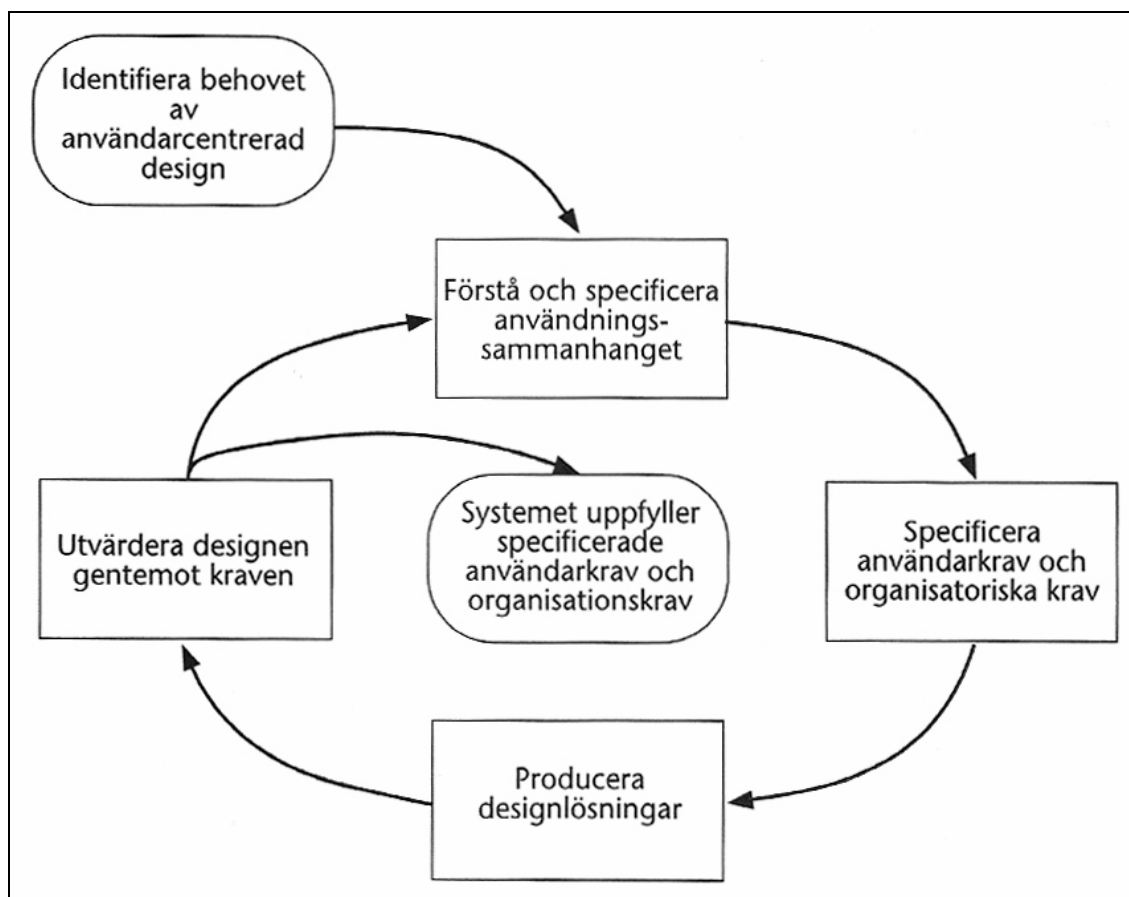 Identifiera behovet
av
användarcentrerad
design
Förstå och specificera
användnings-
sammanhanget
Utvärdera designen
gentemot kraven
Systemet uppfyller
specificerade
användarkrav och
organisationskrav
Specificera
användarkrav och
organisatoriska krav
Producera
designlösningar